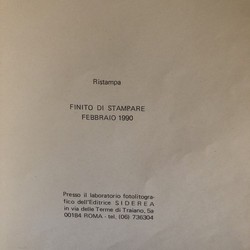 Ristampa
FINITO DI STAMPARE
FEBBRAIO 1990
Presso il laboratorio fotolitogra-
fico dell'Editrice S I D E R E A
in via delle Terme di Traiano, 5a
00184 ROMA - tel. (06) 736304